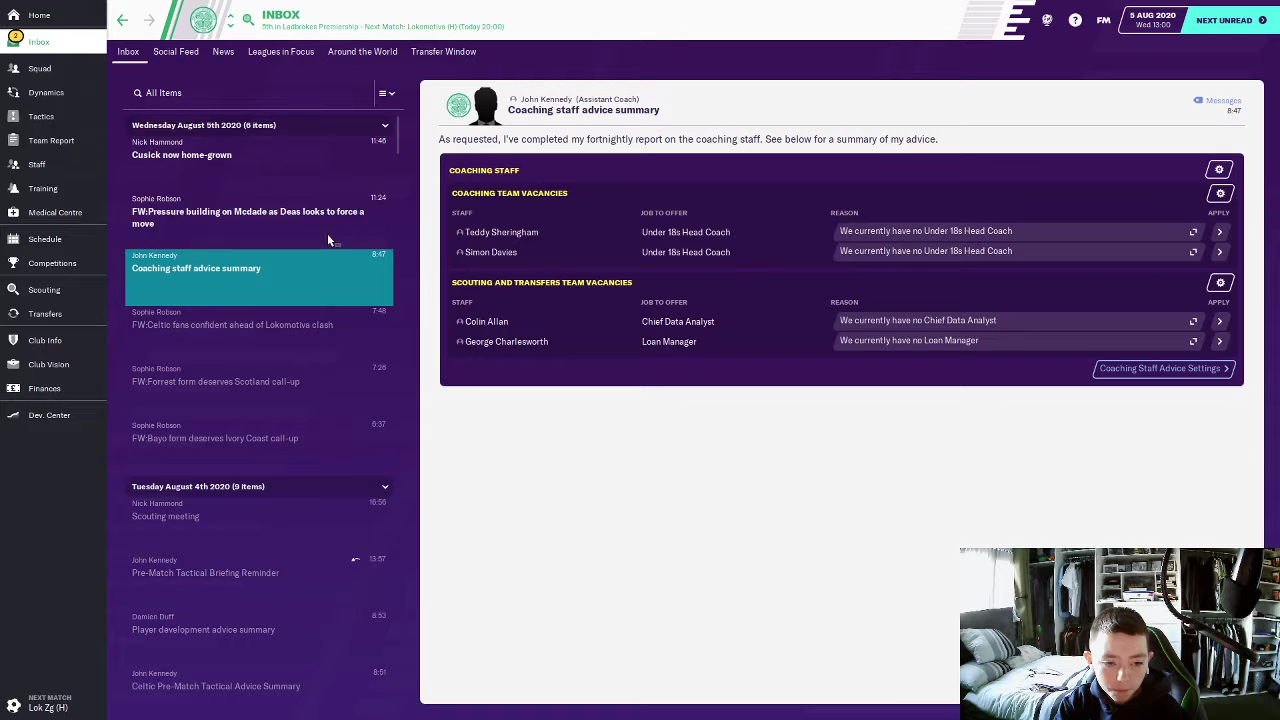 INBOX
5th in Ladbrokes Premiership - Next Match: Lokomotiva (H) (Today 20:00)
FM
5 AUG 2020
Wed 13:00
NEXT UNREAD
2
Inbox
Squad
Dynamics
Tactics
Team Report
Staff
Training
Medical Centre
Schedule
Competitions
Scouting
Transfers
Club Info
Club Vision
Finances
Dev. Center
NEXT MATCH
Lok Zg (H)
Inbox Social Feed News Leagues in Focus Around the World Transfer Window
All Items
Wednesday August 5th 2020 (6 items)
Nick Hammond 11:46
Cusick now home-grown
Sophie Robson 11:24
FW:Pressure building on Mcdade as Deas looks to force a
move
John Kennedy 8:47
Coaching staff advice summary
Sophie Robson 7:48
FW:Celtic fans confident ahead of Lokomotiva clash
Sophie Robson 7:26
FW:Forrest form deserves Scotland call-up
Sophie Robson 6:37
FW:Bayo form deserves Ivory Coast call-up
Tuesday August 4th 2020 (9 items)
Nick Hammond 16:56
Scouting meeting
John Kennedy 13:57
Pre-Match Tactical Briefing Reminder
Damien Duff 8:53
Player development advice summary
John Kennedy 8:51
Celtic Pre-Match Tactical Advice Summary
John Kennedy (Assistant Coach)
Coaching staff advice summary
Messages
8:47
As requested, I've completed my fortnightly report on the coaching staff. See below for a summary of my advice.
COACHING STAFF
COACHING TEAM VACANCIES
STAFF JOB TO OFFER REASON APPLY
Teddy Sheringham Under 18s Head Coach We currently have no Under 18s Head Coach
Simon Davies Under 18s Head Coach We currently have no Under 18s Head Coach
SCOUTING AND TRANSFERS TEAM VACANCIES
STAFF JOB TO OFFER REASON APPLY
Colin Allan Chief Data Analyst We currently have no Chief Data Analyst
George Charlesworth Loan Manager We currently have no Loan Manager
Coaching Staff Advice Settings